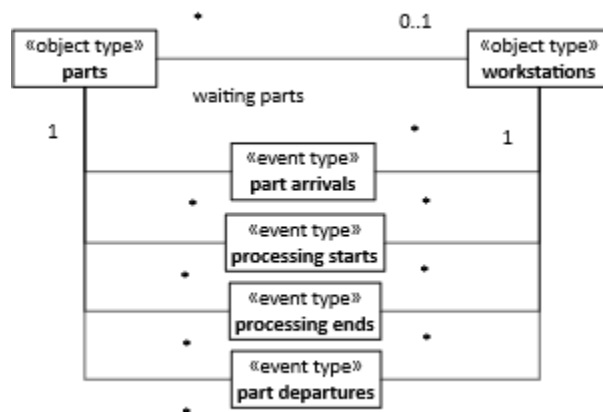 * 0..1
«object type»
parts
«object type»
workstations
waiting parts
1 * 1
«event type»
part arrivals
* *
«event type»
processing starts
* *
«event type»
processing ends
* *
«event type»
part departures
*